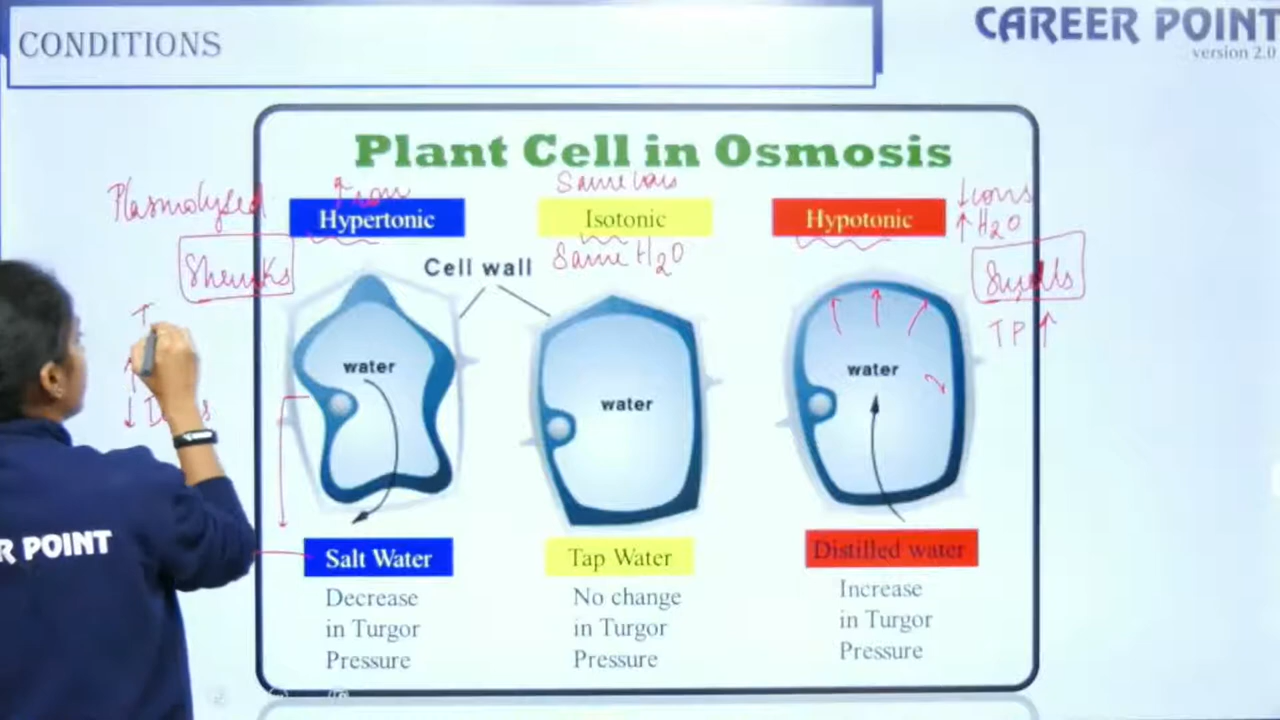 CONDITIONS
CAREER POINT
version 2.0
Plant Cell in Osmosis
Plasmolysed
Same ions
↓ions
Hypertonic
Isotonic
Hypotonic
↑H2O
Shrinks
Cell wall
Same H2O
Swells
TP↑
water
water
water
R POINT
Salt Water
Tap Water
Distilled water
Decrease
in Turgor
Pressure
No change
in Turgor
Pressure
Increase
in Turgor
Pressure